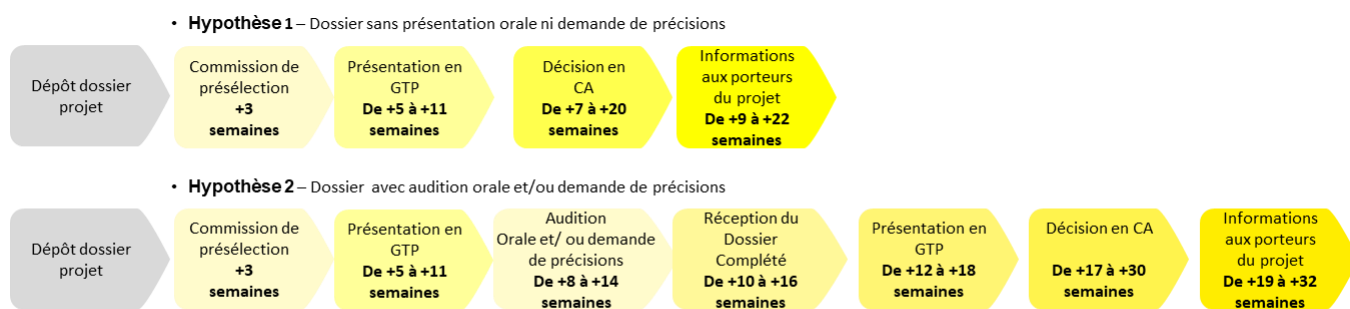 • Hypothèse 1 – Dossier sans présentation orale ni demande de précisions
Dépôt dossier
projet
Commission de
présélection
+3
semaines
Présentation en
GTP
De +5 à +11
semaines
Décision en
CA
De +7 à +20
semaines
Informations
aux porteurs
du projet
De +9 à +22
semaines
• Hypothèse 2 – Dossier avec audition orale et/ou demande de précisions
Dépôt dossier
projet
Commission de
présélection
+3
semaines
Présentation en
GTP
De +5 à +11
semaines
Audition
Orale et/ ou demande
de précisions
De +8 à +14
semaines
Réception du
Dossier
Complété
De +10 à +16
semaines
Présentation en
GTP
De +12 à +18
semaines
Décision en CA
De +17 à +30
semaines
Informations
aux porteurs
du projet
De +19 à +32
semaines